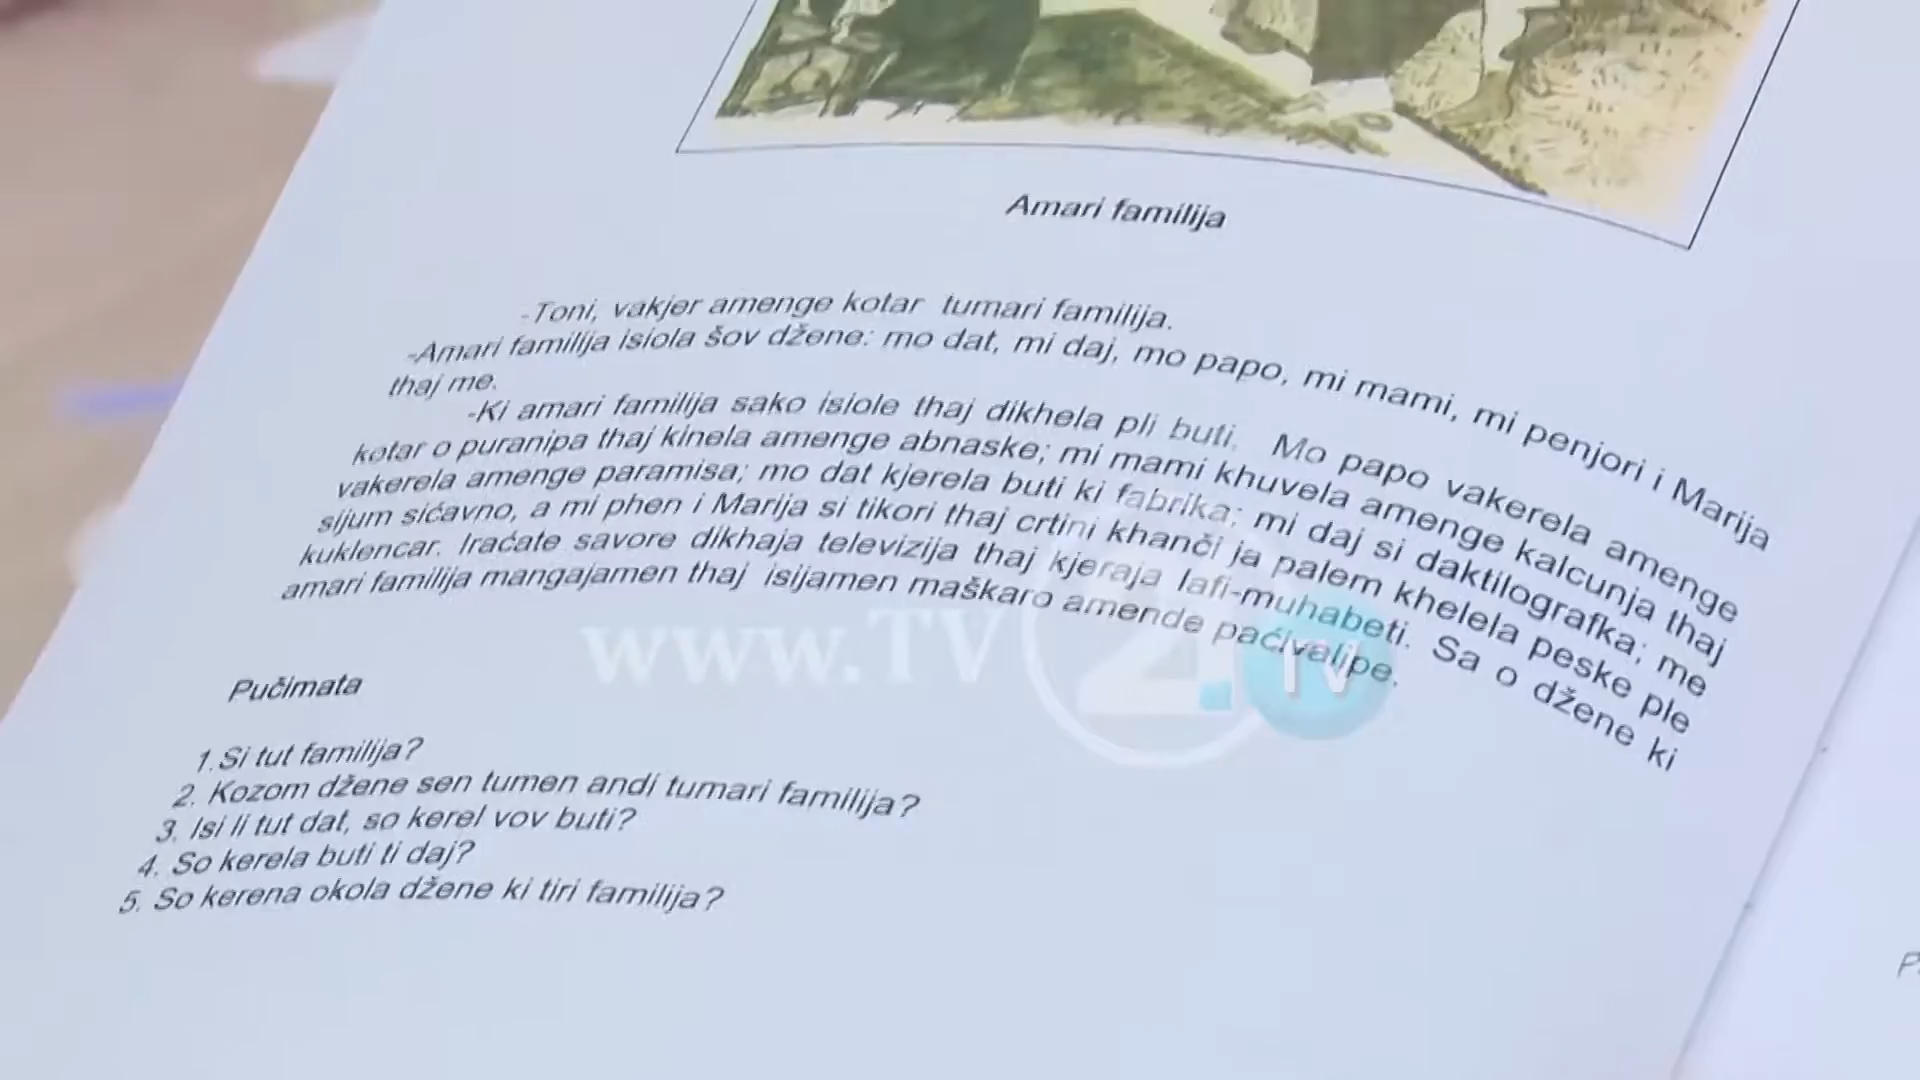 Amari familija
-Toni, vakjer amenge kotar tumari familija.
-Amari familija isiola šov džene: mo dat, mi daj, mo papo, mi mami, mi penjori i Marija
thaj me.
-Ki amari familija sako isiole thaj dikhela pli buti. Mo papo vakerela amenge
kotar o puranipa thaj kinela amenge abnaske; mi mami khuvela amenge kalcunja thaj
vakerela amenge paramisa; mo dat kjerela buti ki fabrika; mi daj si daktilografka; me
sijum sićavno, a mi phen i Marija si tikori thaj crtini khanči ja palem khelela peske ple
kuklencar. Iraćate savore dikhaja televizija thaj kjeraja lafi-muhabeti. Sa o džene ki
amari familija mangajamen thaj isijamen maškaro amende paćivalipe.
www.TV21.TV
Pučimata
1. Si tut familija?
2. Kozom džene sen tumen andi tumari familija?
3. Isi li tut dat, so kerel vov buti?
4. So kerela buti ti daj?
5. So kerena okola džene ki tiri familija?